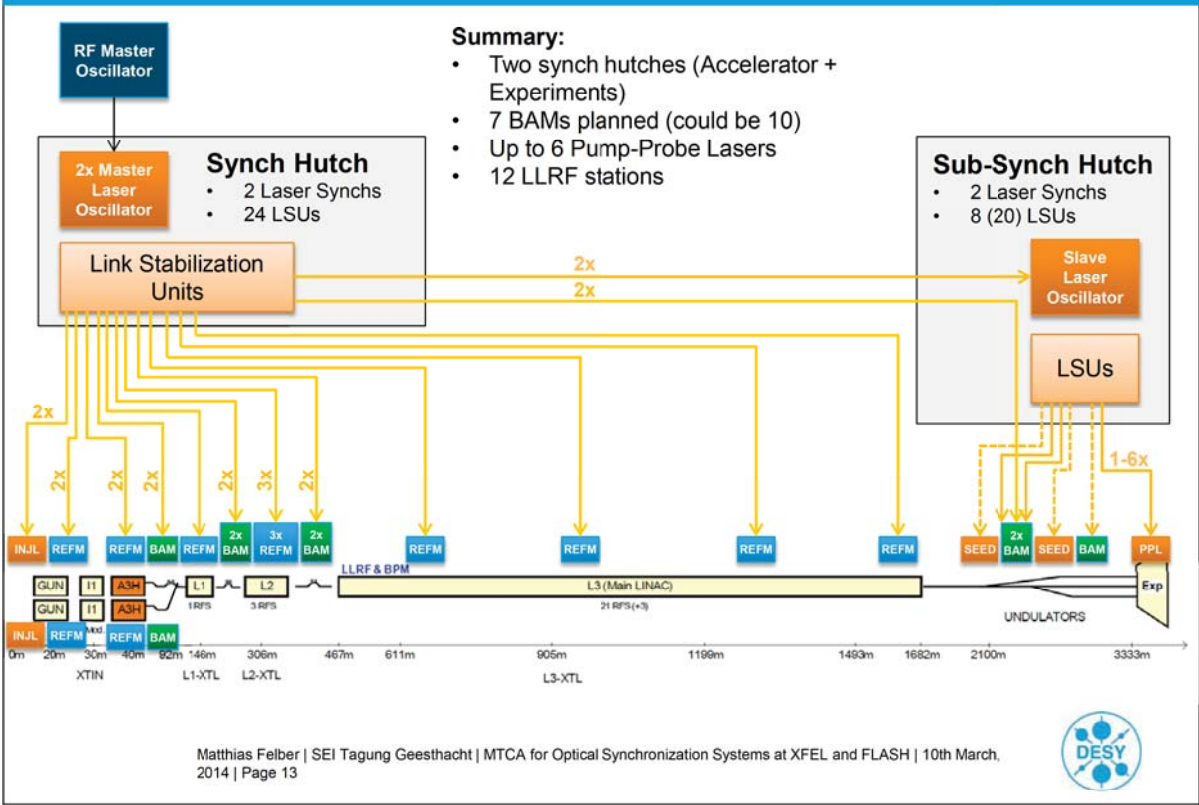 RF Master
Oscillator
Summary:
• Two synch hutches (Accelerator +
Experiments)
• 7 BAMs planned (could be 10)
• Up to 6 Pump-Probe Lasers
• 12 LLRF stations
2x Master
Laser
Oscillator
Synch Hutch
• 2 Laser Synchs
• 24 LSUs
Link Stabilization
Units
Sub-Synch Hutch
• 2 Laser Synchs
• 8 (20) LSUs
Slave
Laser
Oscillator
LSUs
2x
2x
2x
2x
2x
2x
2x
3x
2x
1-6x
INJL
REFM
REFM
BAM
REFM
2x
BAM
3x
REFM
2x
BAM
REFM
REFM
REFM
REFM
SEED
2x
BAM
SEED
BAM
PPL
LLRF & BPM
GUN
I1
A3H
L1
L2
L3 (Main LINAC)
Exp
1 RFS
3 RFS
21 RFS (+3)
GUN
I1
A3H
UNDULATORS
INJL
REFM
Mod.
REFM
BAM
0m
20m
30m
40m
92m
146m
306m
467m
611m
905m
1199m
1493m
1682m
2100m
3333m
XTIN
L1-XTL
L2-XTL
L3-XTL
Matthias Felber | SEI Tagung Geesthacht | MTCA for Optical Synchronization Systems at XFEL and FLASH | 10th March,
2014 | Page 13
DESY